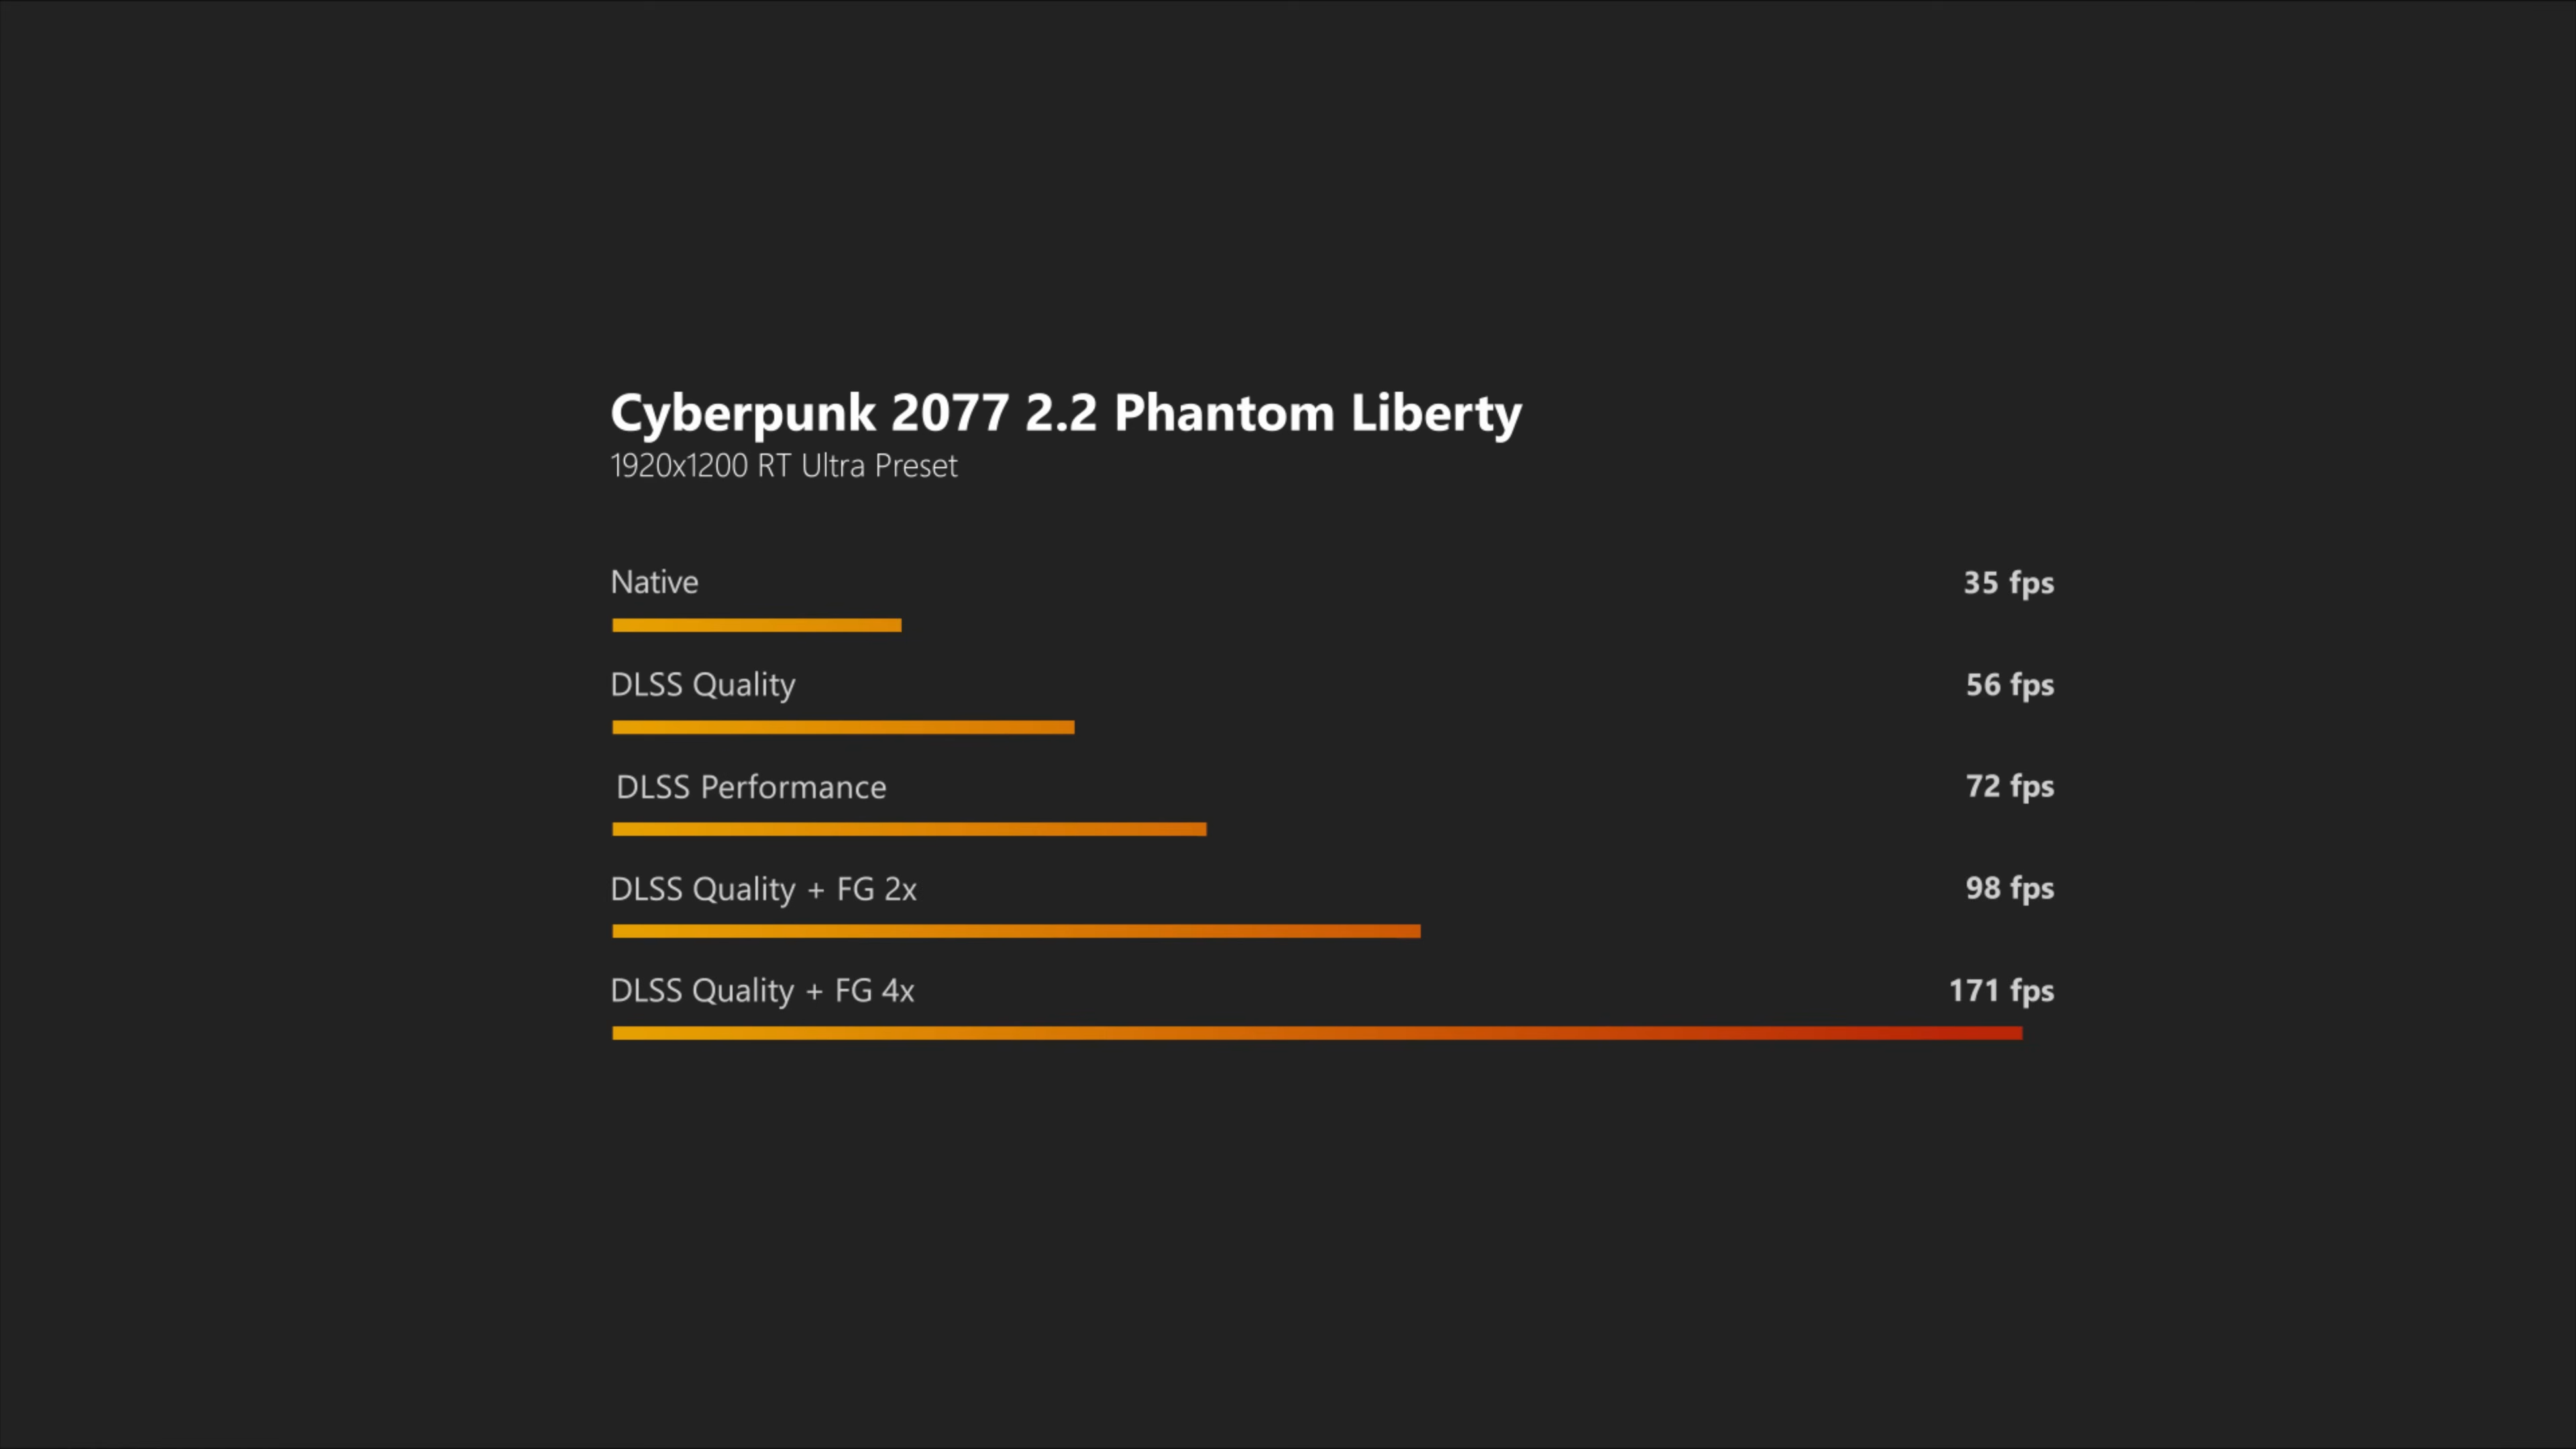 Cyberpunk 2077 2.2 Phantom Liberty
1920x1200 RT Ultra Preset
Native 35 fps
DLSS Quality 56 fps
DLSS Performance 72 fps
DLSS Quality + FG 2x 98 fps
DLSS Quality + FG 4x 171 fps